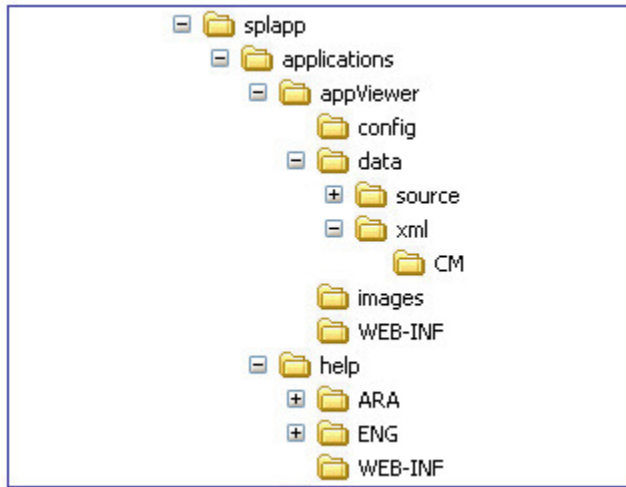 splapp
applications
appViewer
config
data
source
xml
CM
images
WEB-INF
help
ARA
ENG
WEB-INF